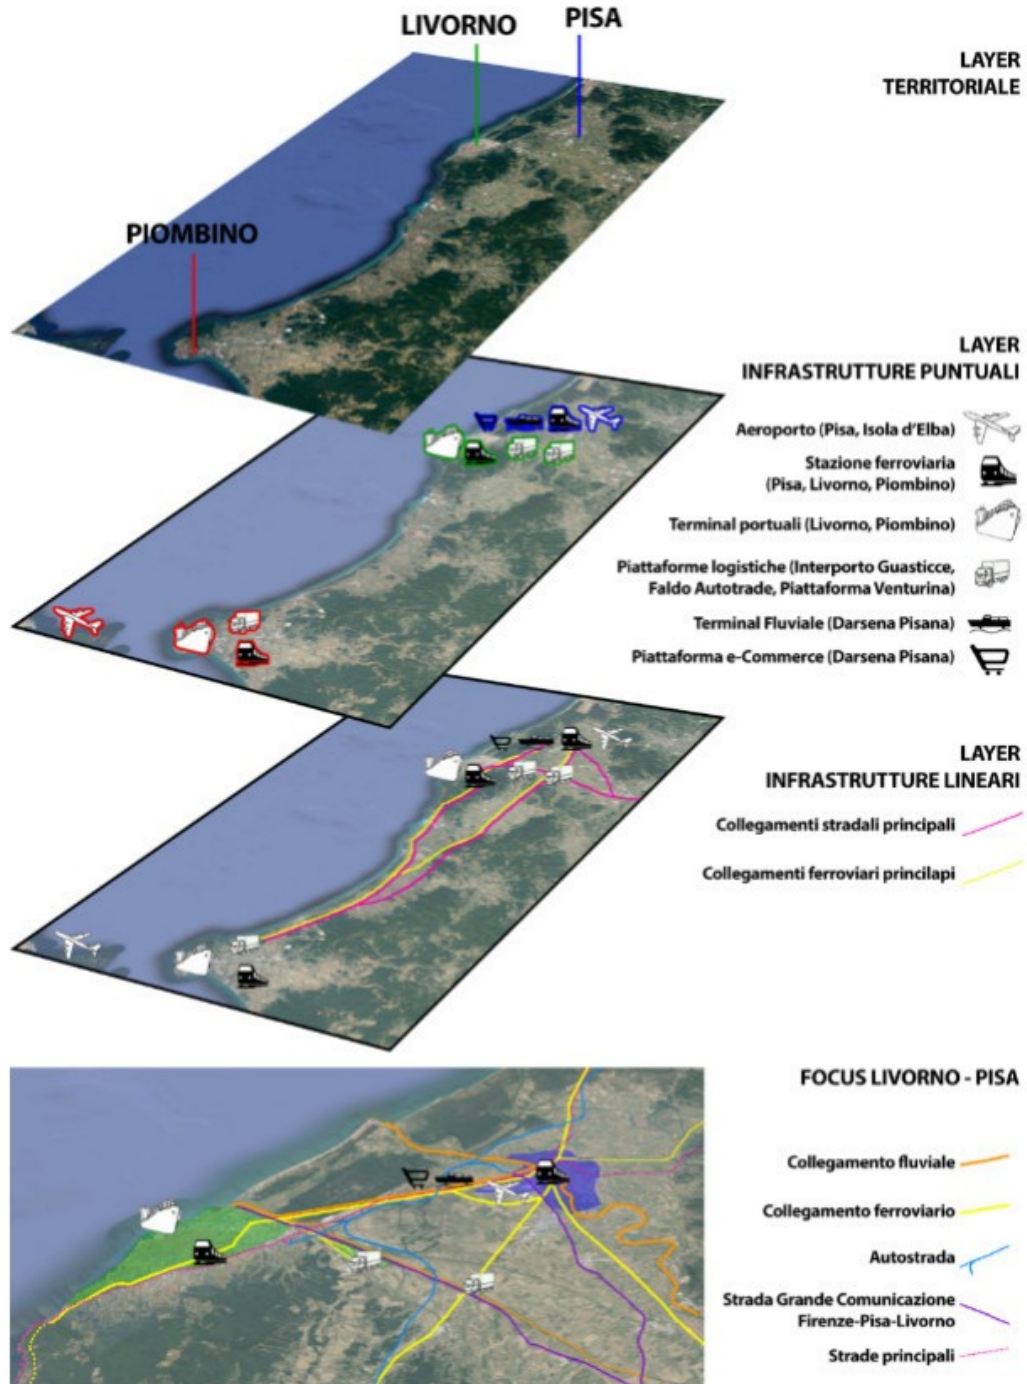 LIVORNO
PISA
LAYER
TERRITORIALE
PIOMBINO
LAYER
INFRASTRUTTURE PUNTUALI
Aeroporto (Pisa, Isola d'Elba)
Stazione ferroviaria
(Pisa, Livorno, Piombino)
Terminal portuali (Livorno, Piombino)
Piattaforme logistiche (Interporto Guasticce,
Faldo Autotrade, Piattaforma Venturina)
Terminal Fluviale (Darsena Pisana)
Piattaforma e-Commerce (Darsena Pisana)
LAYER
INFRASTRUTTURE LINEARI
Collegamenti stradali principali
Collegamenti ferroviari princilapi
FOCUS LIVORNO - PISA
Collegamento fluviale
Collegamento ferroviario
Autostrada
Strada Grande Comunicazione
Firenze-Pisa-Livorno
Strade principali